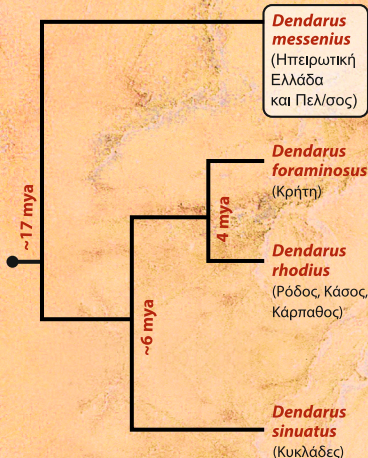 Dendarus
messenius
(Ηπειρωτική
Ελλάδα
και Πελ/σος)
~17 mya
Dendarus
foraminosus
(Κρήτη)
4 mya
Dendarus
rhodius
(Ρόδος, Κάσος,
Κάρπαθος)
~6 mya
Dendarus
sinuatus
(Κυκλάδες)